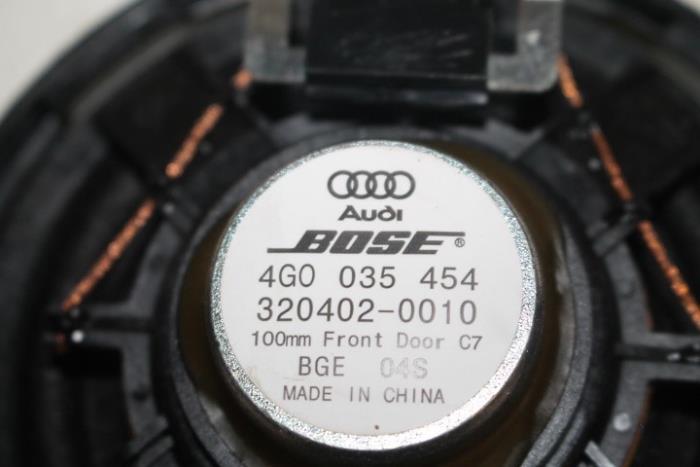 Audi
BOSE®
4G0 035 454
320402-0010
100mm Front Door C7
BGE 04S
MADE IN CHINA